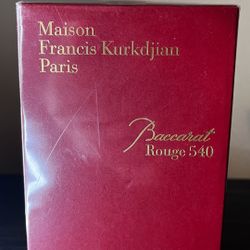 Maison
Francis Kurkdjian
Paris
Baccarat
Rouge 540